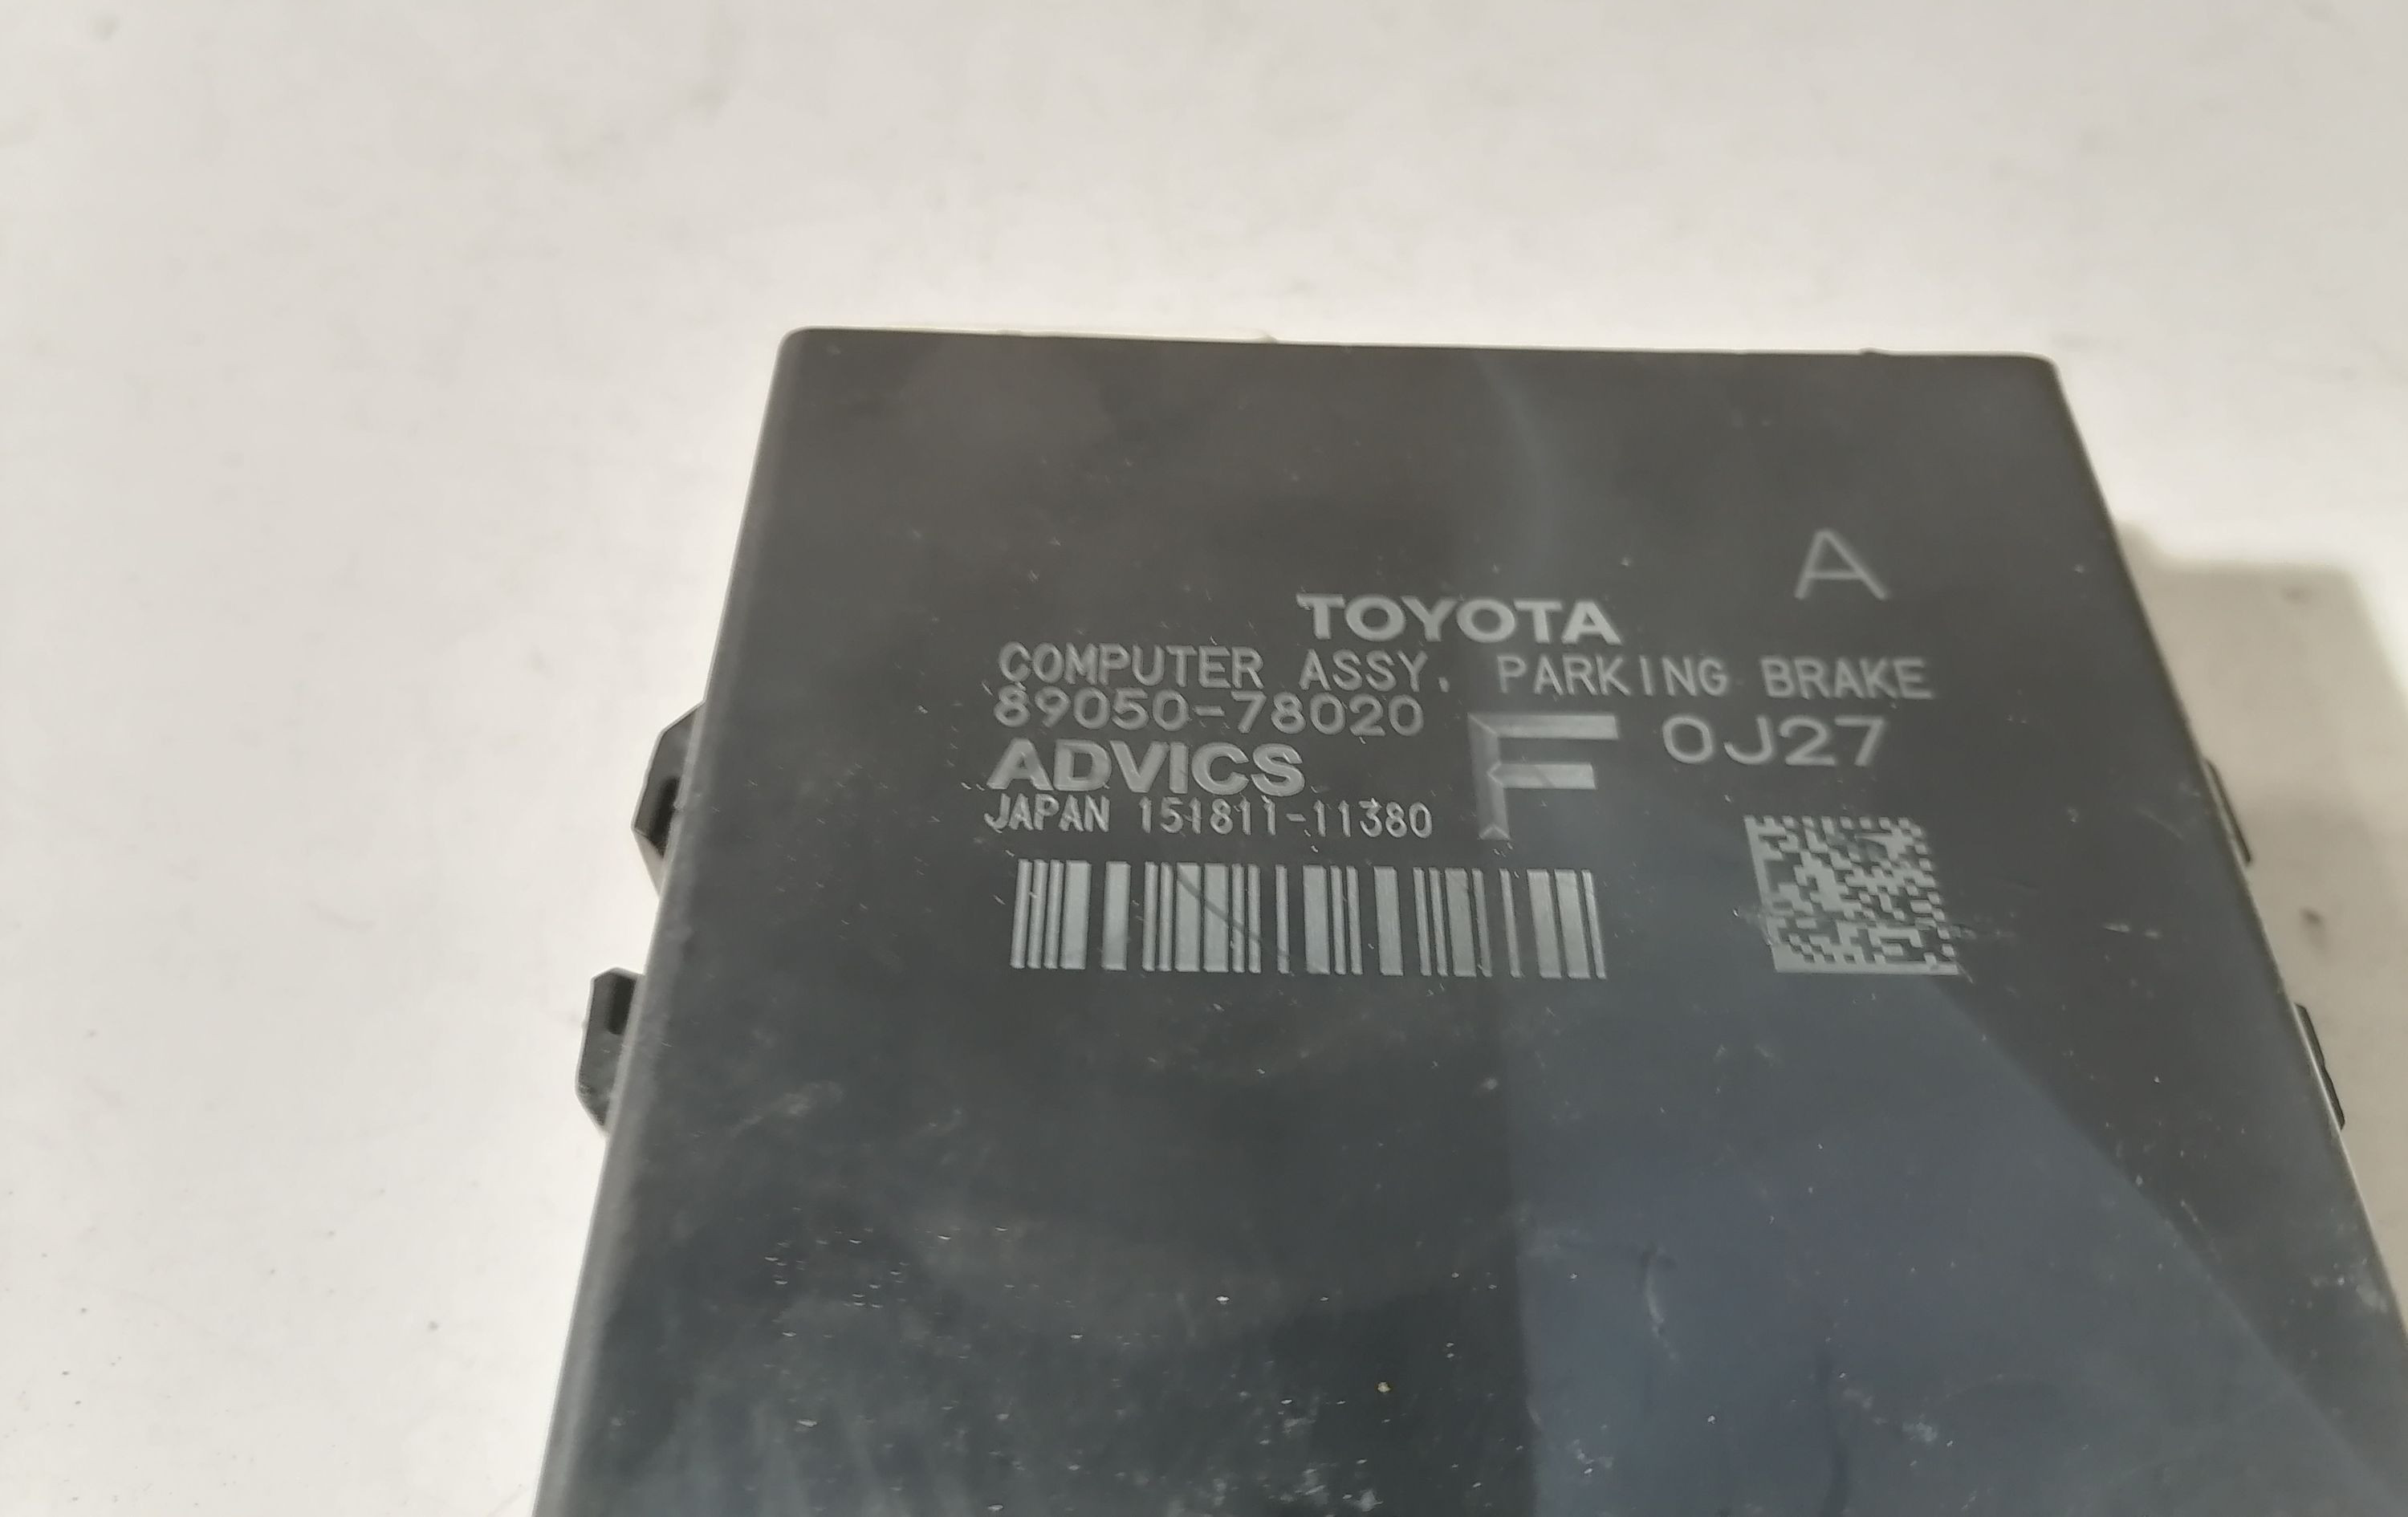 A
TOYOTA
COMPUTER ASSY, PARKING BRAKE
89050-78020
F 0J27
ADVICS
JAPAN 151811-11380